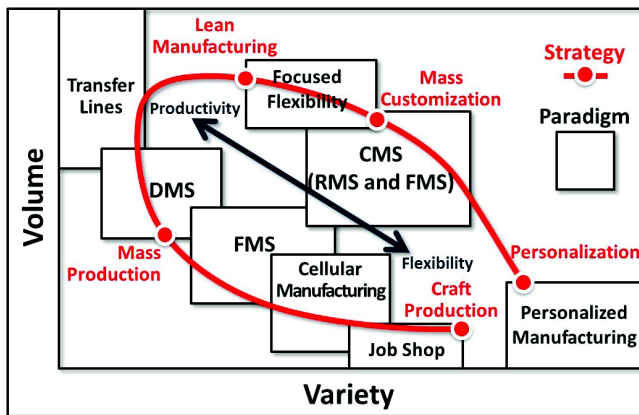 Lean
Manufacturing
Transfer
Lines
Focused
Flexibility
Mass
Customization
Strategy
Productivity
Paradigm
CMS
(RMS and FMS)
Volume
DMS
FMS
Mass
Production
Cellular
Manufacturing
Flexibility
Personalization
Craft
Production
Personalized
Manufacturing
Job Shop
Variety